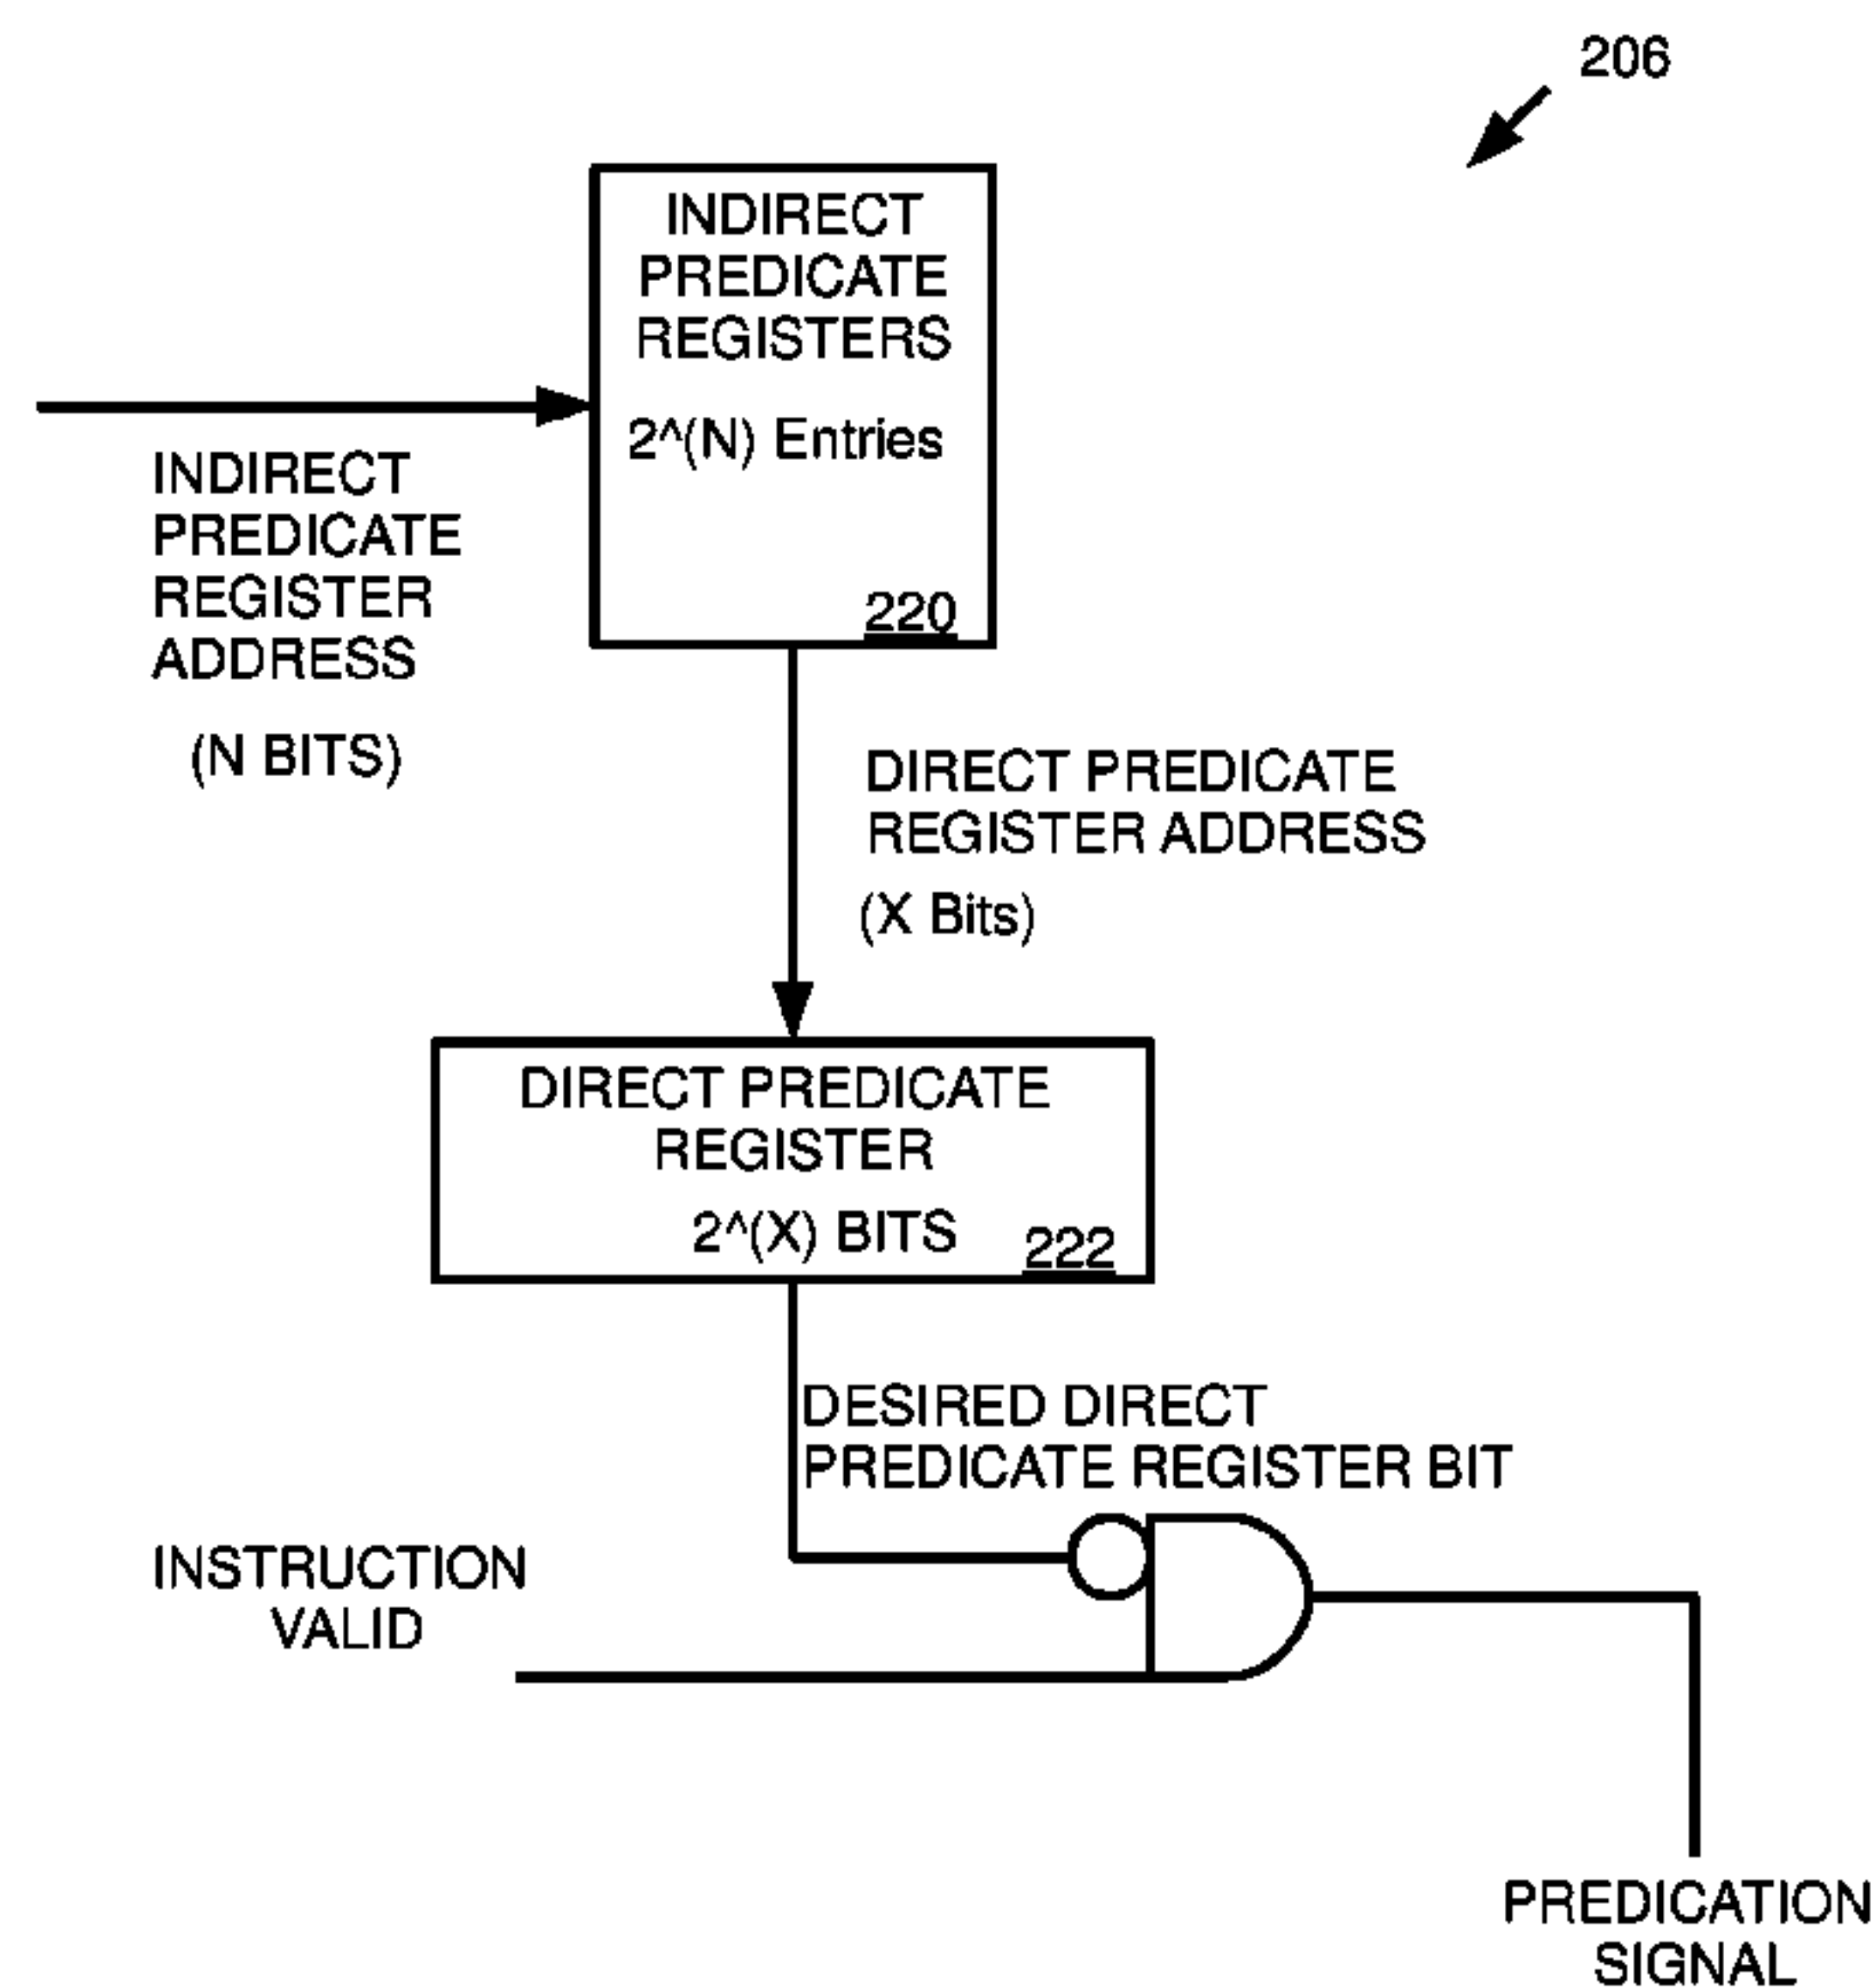 206
INDIRECT
PREDICATE
REGISTERS
2^(N) Entries
220
INDIRECT
PREDICATE
REGISTER
ADDRESS
(N BITS)
DIRECT PREDICATE
REGISTER ADDRESS
(X Bits)
DIRECT PREDICATE
REGISTER
2^(X) BITS
222
DESIRED DIRECT
PREDICATE REGISTER BIT
INSTRUCTION
VALID
PREDICATION
SIGNAL